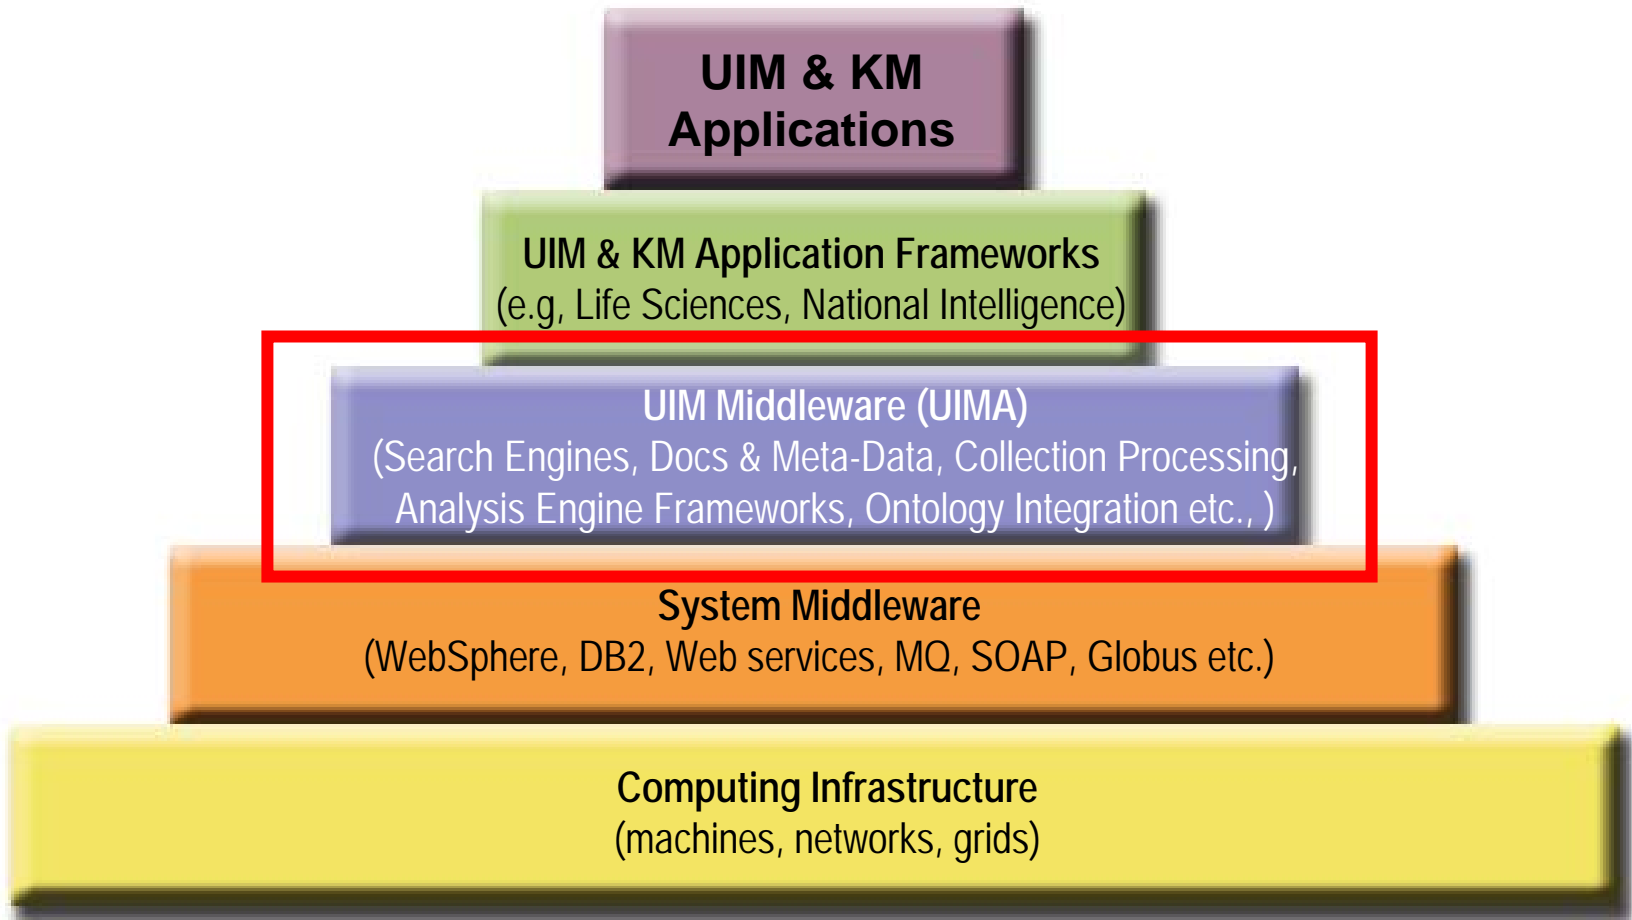 UIM & KM
Applications
UIM & KM Application Frameworks
(e.g, Life Sciences, National Intelligence)
UIM Middleware (UIMA)
(Search Engines, Docs & Meta-Data, Collection Processing,
Analysis Engine Frameworks, Ontology Integration etc., )
System Middleware
(WebSphere, DB2, Web services, MQ, SOAP, Globus etc.)
Computing Infrastructure
(machines, networks, grids)